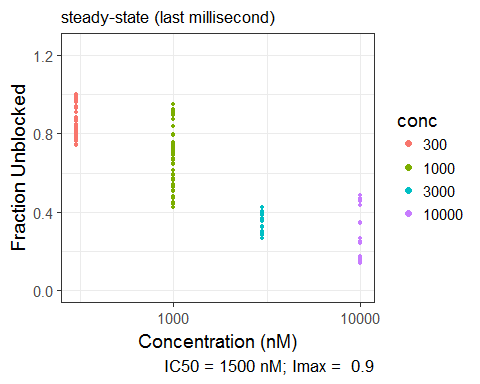 steady-state (last millisecond)
Fraction Unblocked
1.2
0.8
0.4
0.0
1000
10000
Concentration (nM)
IC50 = 1500 nM; Imax =  0.9
conc
300
1000
3000
10000